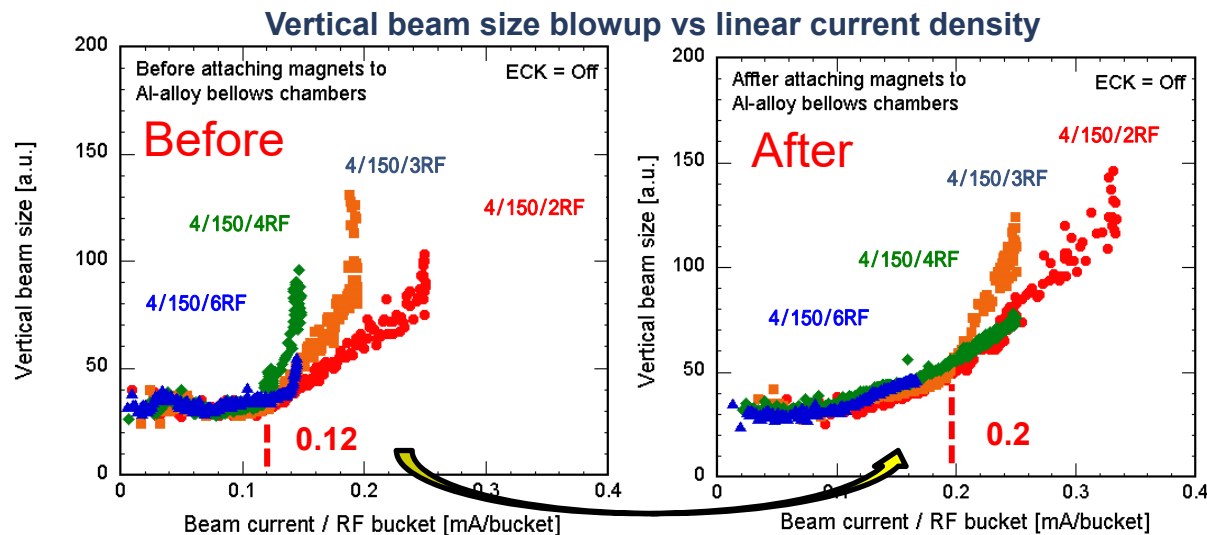 Vertical beam size blowup vs linear current density
Before attaching magnets to
Al-alloy bellows chambers
ECK = Off
Before
4/150/3RF
4/150/2RF
4/150/4RF
4/150/6RF
0.12
Vertical beam size [a.u.]
200
150
100
50
0
0
0.1
0.2
0.3
0.4
Beam current / RF bucket [mA/bucket]
Affter attaching magnets to
Al-alloy bellows chambers
ECK = Off
After
4/150/2RF
4/150/3RF
4/150/4RF
4/150/6RF
0.2
Vertical beam size [a.u.]
200
150
100
50
0
0
0.1
0.2
0.3
0.4
Beam current / RF bucket [mA/bucket]